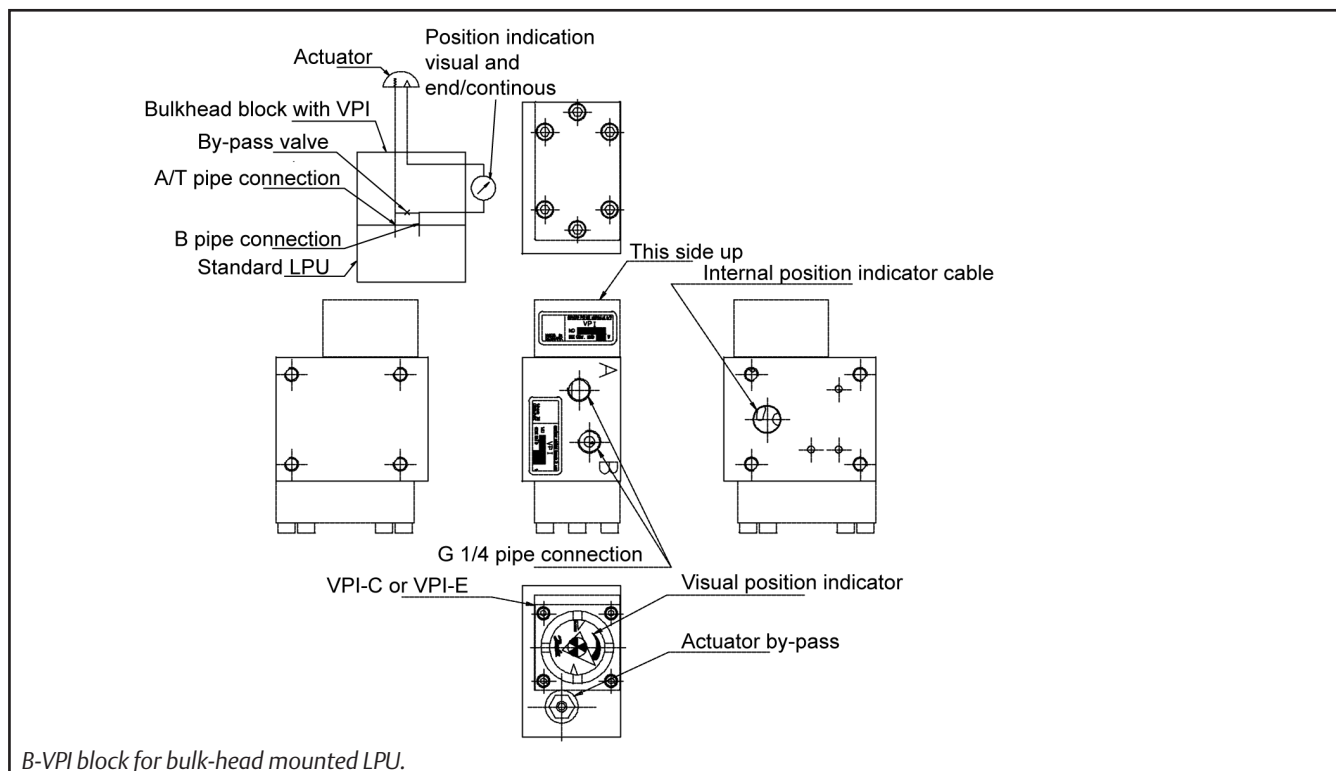 Actuator
Position indication
visual and
end/continous
Bulkhead block with VPI
By-pass valve
A/T pipe connection
B pipe connection
Standard LPU
This side up
Internal position indicator cable
VPI
A
VPI
B
G 1/4 pipe connection
VPI-C or VPI-E
Visual position indicator
Actuator by-pass
B-VPI block for bulk-head mounted LPU.